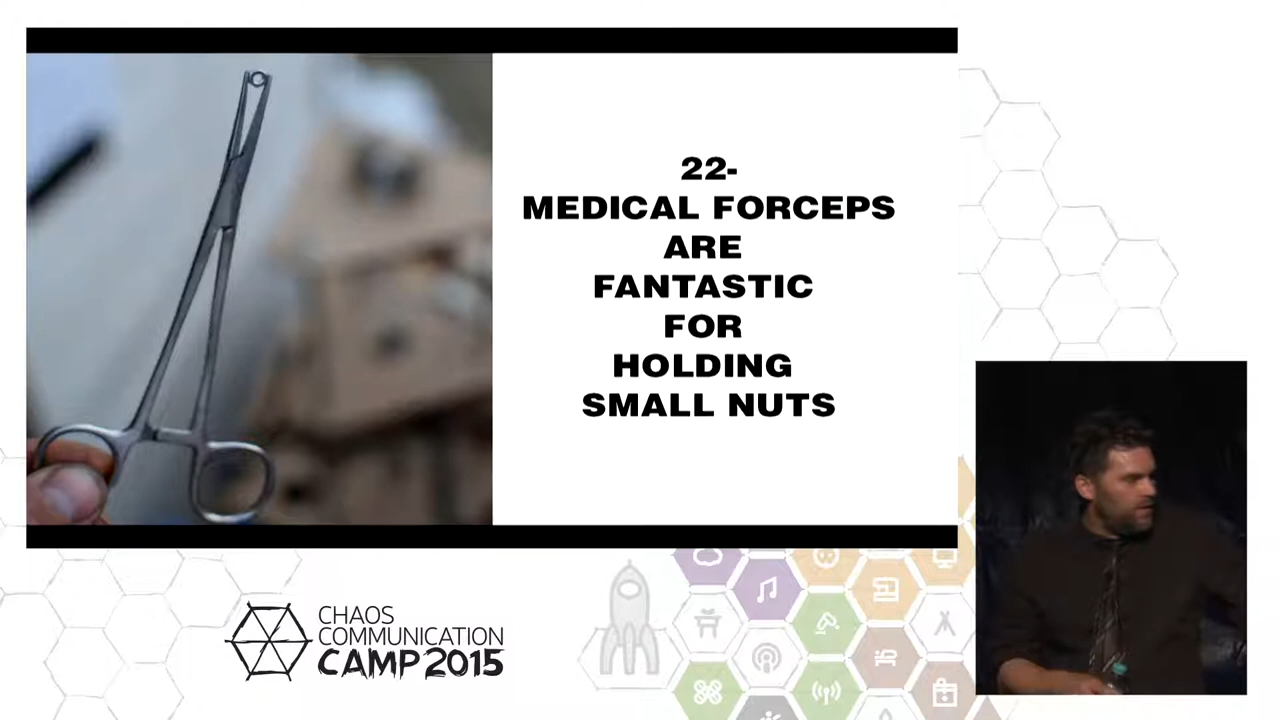 22-
MEDICAL FORCEPS
ARE
FANTASTIC
FOR
HOLDING
SMALL NUTS
CHAOS
COMMUNICATION
CAMP 2015